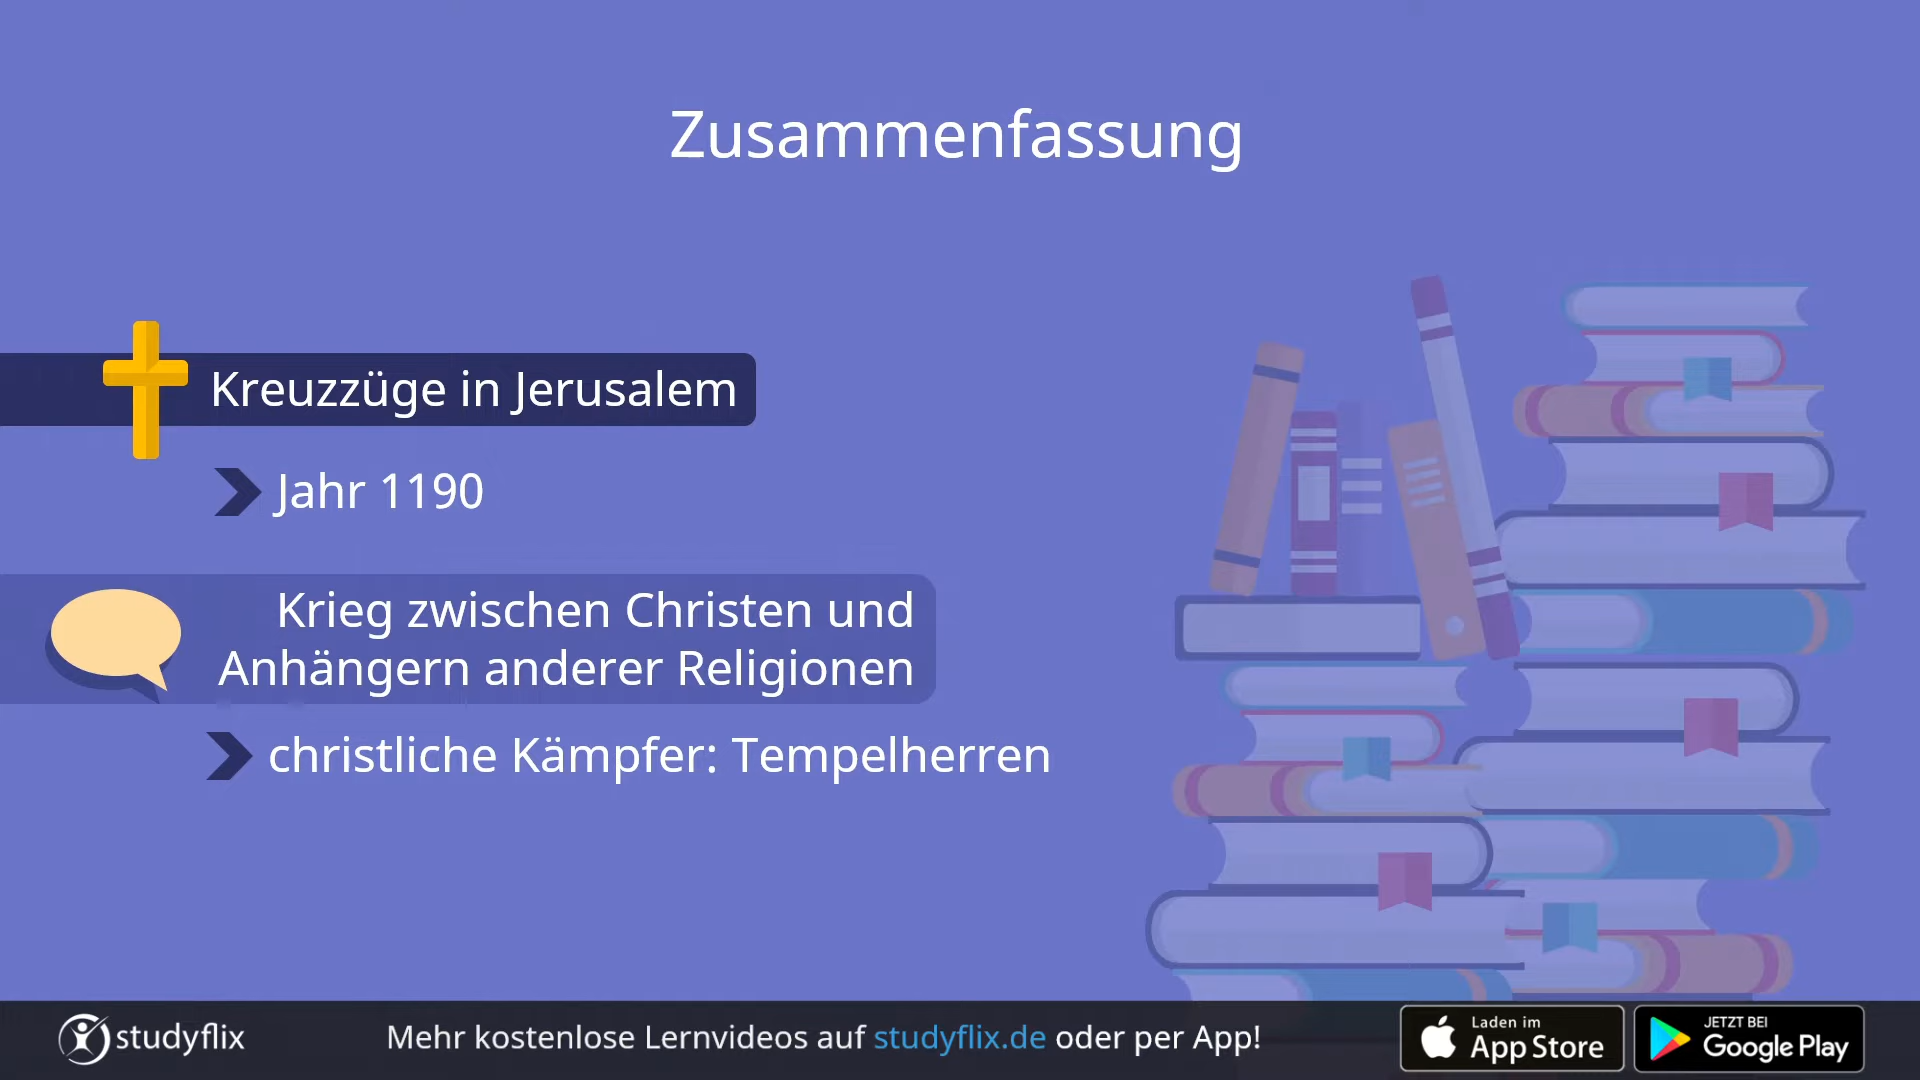 Zusammenfassung
Kreuzzüge in Jerusalem
Jahr 1190
Krieg zwischen Christen und
Anhängern anderer Religionen
christliche Kämpfer: Tempelherren
studyflix
Mehr kostenlose Lernvideos auf studyflix.de oder per App!
Laden im
App Store
JETZT BEI
Google Play